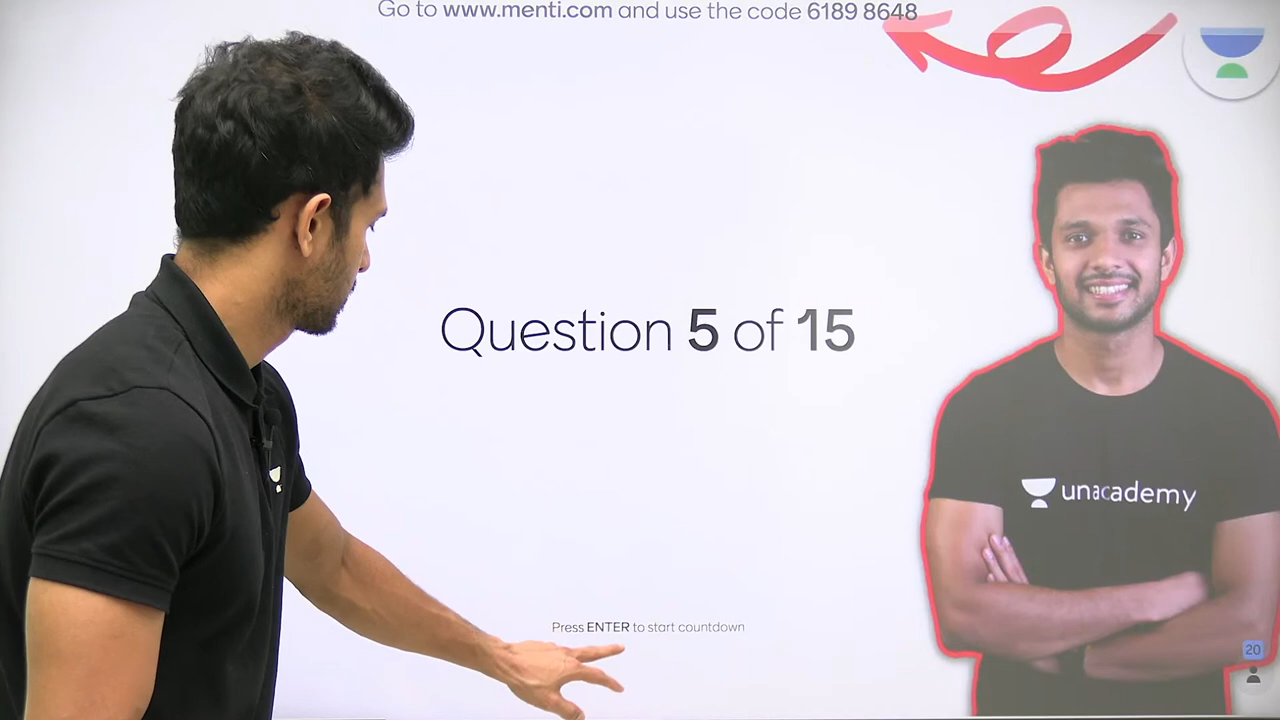 Go to www.menti.com and use the code 6189 8648
Question 5 of 15
unacademy
Press ENTER to start countdown
20